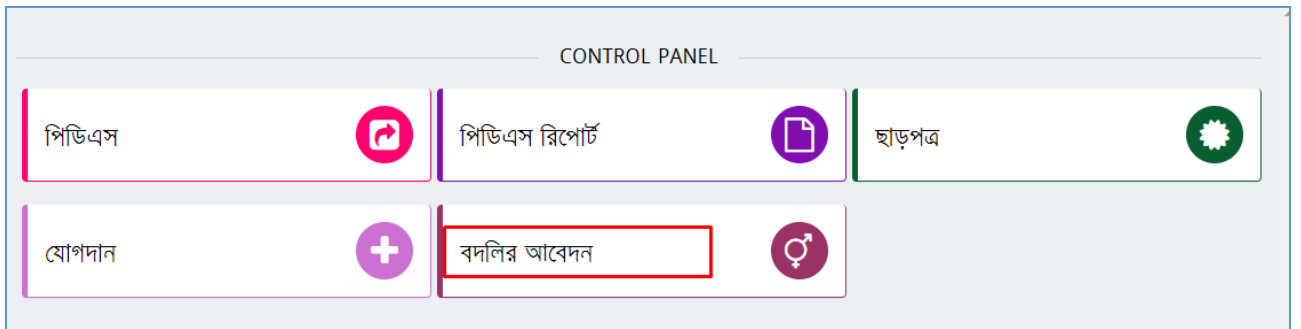 CONTROL PANEL
পিডিএস
পিডিএস রিপোর্ট
ছাড়পত্র
যোগদান
বদলির আবেদন